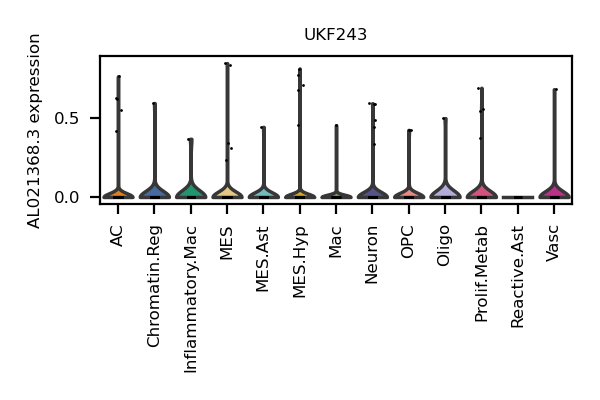 UKF243
AL021368.3 expression
0.5
0.0
AC
Chromatin.Reg
Inflammatory.Mac
MES
MES.Ast
MES.Hyp
Mac
Neuron
OPC
Oligo
Prolif.Metab
Reactive.Ast
Vasc